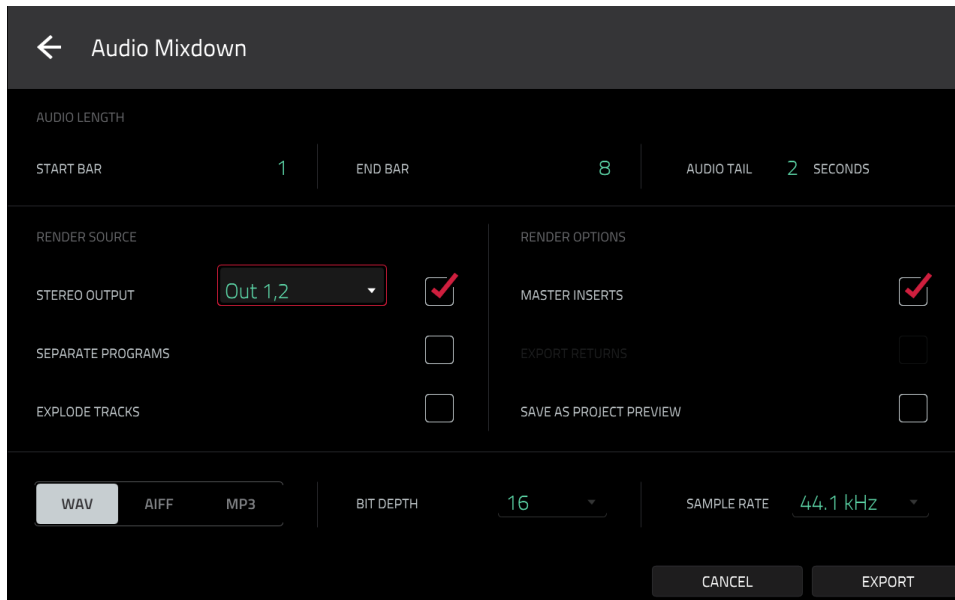 Audio Mixdown
AUDIO LENGTH
START BAR 1 END BAR 8 AUDIO TAIL 2 SECONDS
RENDER SOURCE RENDER OPTIONS
STEREO OUTPUT Out 1,2 MASTER INSERTS
SEPARATE PROGRAMS EXPORT RETURNS
EXPLODE TRACKS SAVE AS PROJECT PREVIEW
WAV AIFF MP3 BIT DEPTH 16 SAMPLE RATE 44.1 kHz
CANCEL EXPORT